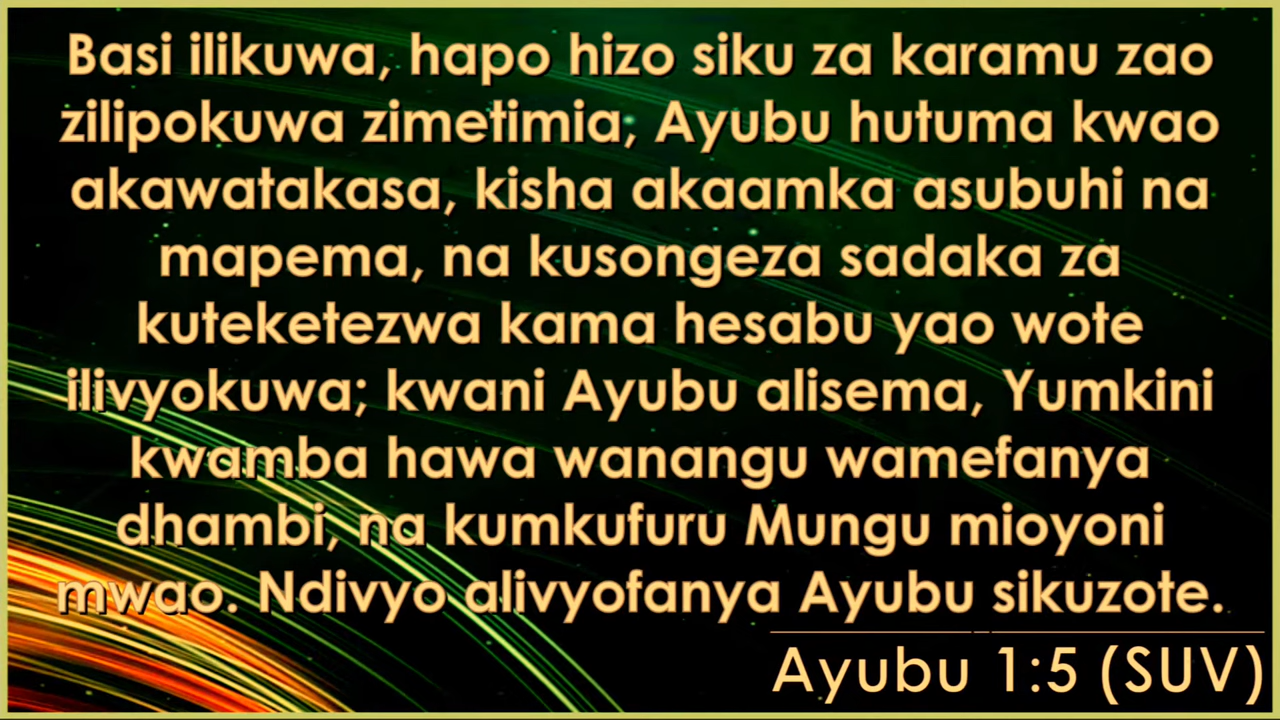 Basi ilikuwa, hapo hizo siku za karamu zao
zilipokuwa zimetimia, Ayubu hutuma kwao
akawatakasa, kisha akaamka asubuhi na
mapema, na kusongeza sadaka za
kuteketezwa kama hesabu yao wote
ilivyokuwa; kwani Ayubu alisema, Yumkini
kwamba hawa wanangu wamefanya
dhambi, na kumkufuru Mungu mioyoni
mwao. Ndivyo alivyofanya Ayubu sikuzote.
Ayubu 1:5 (SUV)